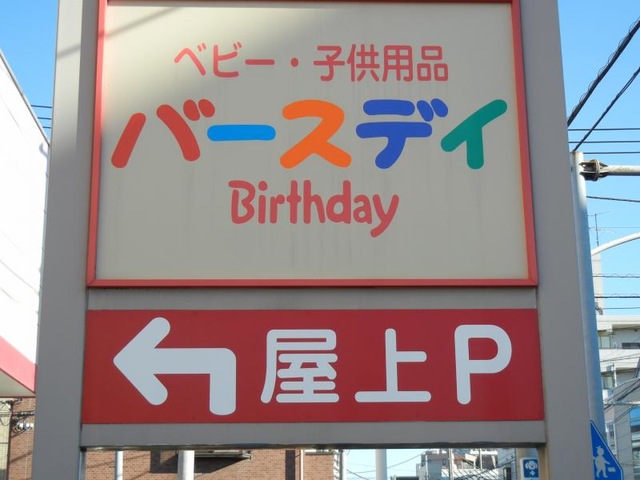 ベビー・子供用品
バースデイ
Birthday
屋上P